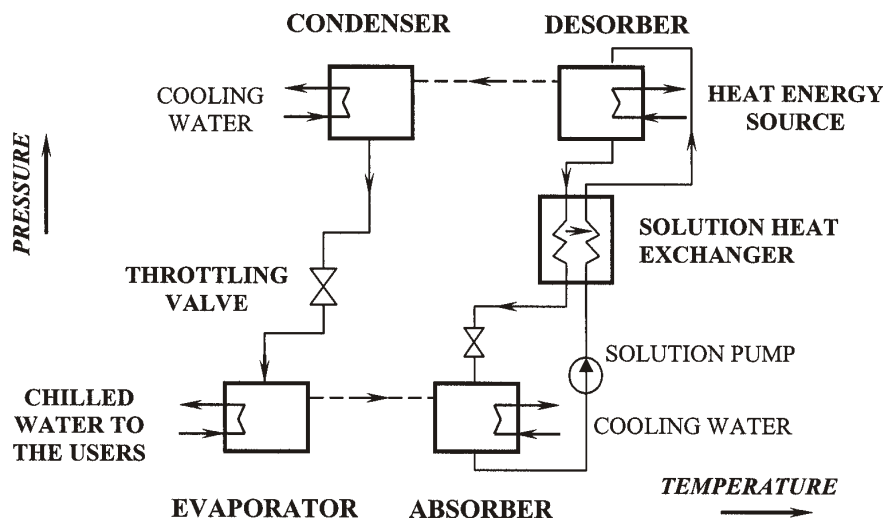 CONDENSER
DESORBER
COOLING
WATER
HEAT ENERGY
SOURCE
PRESSURE
SOLUTION HEAT
EXCHANGER
THROTTLING
VALVE
SOLUTION PUMP
CHILLED
WATER TO
THE USERS
COOLING WATER
EVAPORATOR
ABSORBER
TEMPERATURE